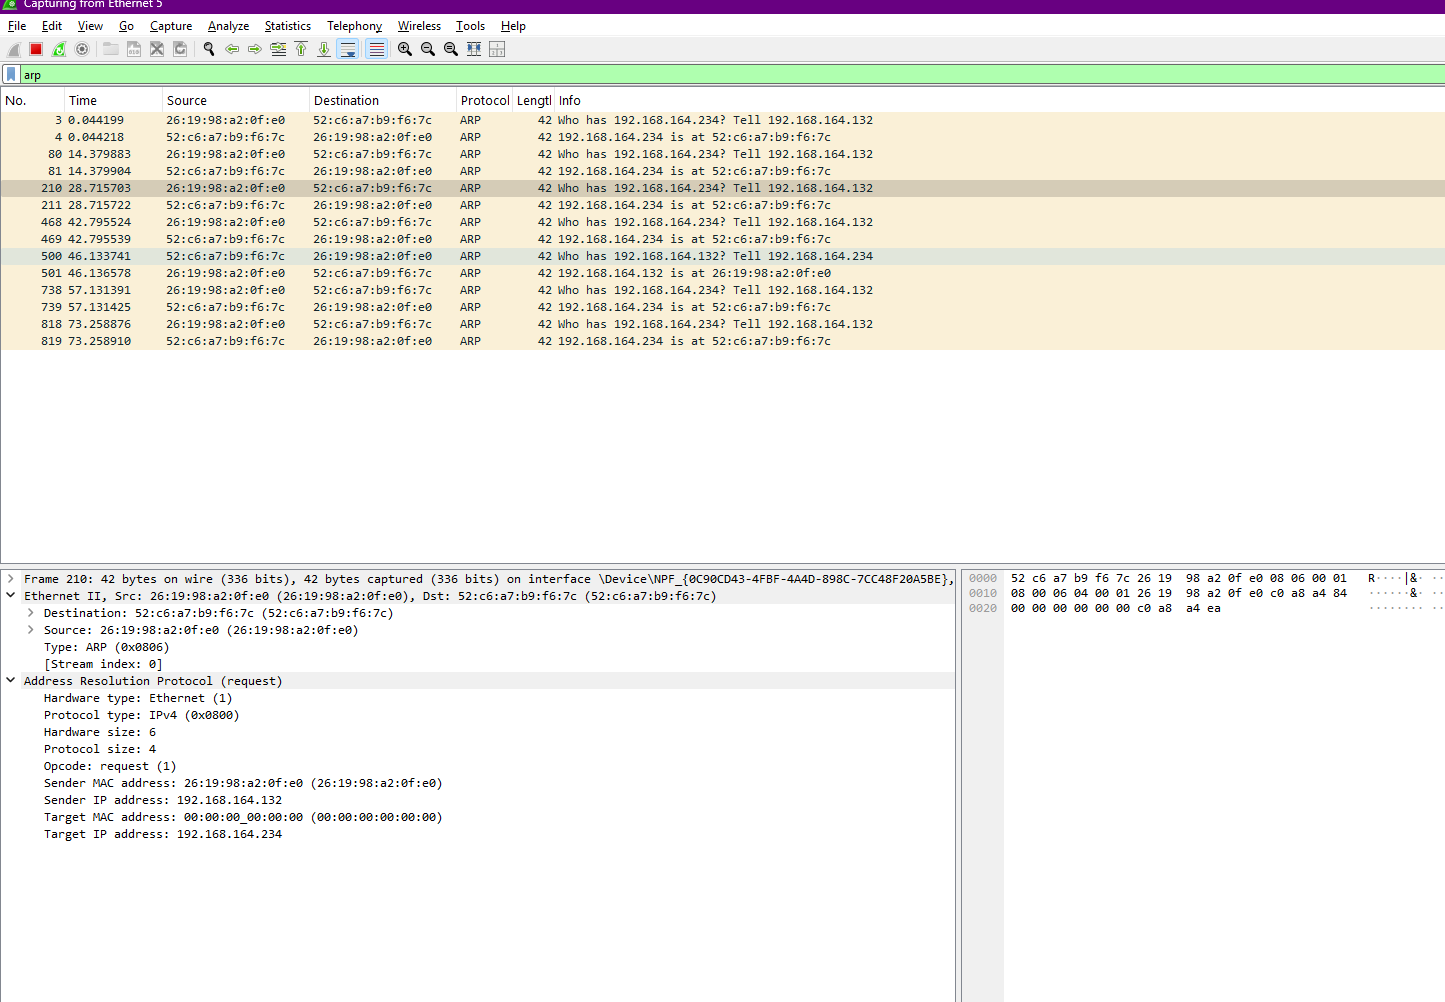 Capturing from Ethernet 5
File Edit View Go Capture Analyze Statistics Telephony Wireless Tools Help
arp
No. Time Source Destination Protocol Lengtl Info
3 0.044199 26:19:98:a2:0f:e0 52:c6:a7:b9:f6:7c ARP 42 Who has 192.168.164.234? Tell 192.168.164.132
4 0.044218 52:c6:a7:b9:f6:7c 26:19:98:a2:0f:e0 ARP 42 192.168.164.234 is at 52:c6:a7:b9:f6:7c
80 14.379883 26:19:98:a2:0f:e0 52:c6:a7:b9:f6:7c ARP 42 Who has 192.168.164.234? Tell 192.168.164.132
81 14.379904 52:c6:a7:b9:f6:7c 26:19:98:a2:0f:e0 ARP 42 192.168.164.234 is at 52:c6:a7:b9:f6:7c
210 28.715703 26:19:98:a2:0f:e0 52:c6:a7:b9:f6:7c ARP 42 Who has 192.168.164.234? Tell 192.168.164.132
211 28.715722 52:c6:a7:b9:f6:7c 26:19:98:a2:0f:e0 ARP 42 192.168.164.234 is at 52:c6:a7:b9:f6:7c
468 42.795524 26:19:98:a2:0f:e0 52:c6:a7:b9:f6:7c ARP 42 Who has 192.168.164.234? Tell 192.168.164.132
469 42.795539 52:c6:a7:b9:f6:7c 26:19:98:a2:0f:e0 ARP 42 192.168.164.234 is at 52:c6:a7:b9:f6:7c
500 46.133741 52:c6:a7:b9:f6:7c 26:19:98:a2:0f:e0 ARP 42 Who has 192.168.164.132? Tell 192.168.164.234
501 46.136578 26:19:98:a2:0f:e0 52:c6:a7:b9:f6:7c ARP 42 192.168.164.132 is at 26:19:98:a2:0f:e0
738 57.131391 26:19:98:a2:0f:e0 52:c6:a7:b9:f6:7c ARP 42 Who has 192.168.164.234? Tell 192.168.164.132
739 57.131425 52:c6:a7:b9:f6:7c 26:19:98:a2:0f:e0 ARP 42 192.168.164.234 is at 52:c6:a7:b9:f6:7c
818 73.258876 26:19:98:a2:0f:e0 52:c6:a7:b9:f6:7c ARP 42 Who has 192.168.164.234? Tell 192.168.164.132
819 73.258910 52:c6:a7:b9:f6:7c 26:19:98:a2:0f:e0 ARP 42 192.168.164.234 is at 52:c6:a7:b9:f6:7c
Frame 210: 42 bytes on wire (336 bits), 42 bytes captured (336 bits) on interface \Device\NPF_{0C90CD43-4FBF-4A4D-898C-7CC48F20A5BE},
Ethernet II, Src: 26:19:98:a2:0f:e0 (26:19:98:a2:0f:e0), Dst: 52:c6:a7:b9:f6:7c (52:c6:a7:b9:f6:7c)
Destination: 52:c6:a7:b9:f6:7c (52:c6:a7:b9:f6:7c)
Source: 26:19:98:a2:0f:e0 (26:19:98:a2:0f:e0)
Type: ARP (0x0806)
[Stream index: 0]
Address Resolution Protocol (request)
Hardware type: Ethernet (1)
Protocol type: IPv4 (0x0800)
Hardware size: 6
Protocol size: 4
Opcode: request (1)
Sender MAC address: 26:19:98:a2:0f:e0 (26:19:98:a2:0f:e0)
Sender IP address: 192.168.164.132
Target MAC address: 00:00:00_00:00:00 (00:00:00:00:00:00)
Target IP address: 192.168.164.234
0000 52 c6 a7 b9 f6 7c 26 19 98 a2 0f e0 08 06 00 01 R····|&· ··
0010 08 00 06 04 00 01 26 19 98 a2 0f e0 c0 a8 a4 84 ······&· ··
0020 00 00 00 00 00 00 c0 a8 a4 ea ········ ··